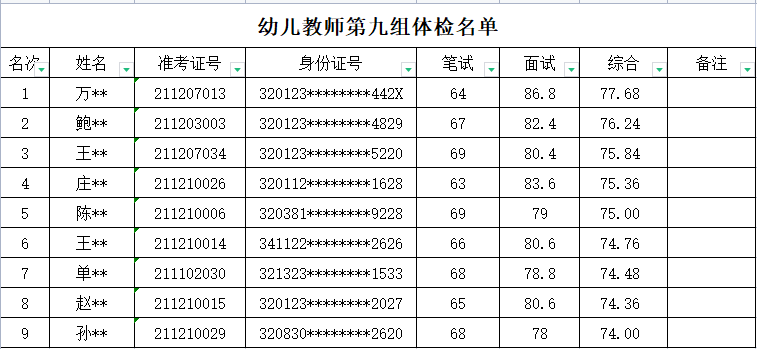 幼儿教师第九组体检名单
名次 姓名 准考证号 身份证号 笔试 面试 综合 备注
1 万** 211207013 320123********442X 64 86.8 77.68
2 鲍** 211203003 320123********4829 67 82.4 76.24
3 王** 211207034 320123********5220 69 80.4 75.84
4 庄** 211210026 320112********1628 63 83.6 75.36
5 陈** 211210006 320381********9228 69 79 75.00
6 王** 211210014 341122********2626 66 80.6 74.76
7 单** 211102030 321323********1533 68 78.8 74.48
8 赵** 211210015 320123********2027 65 80.6 74.36
9 孙** 211210029 320830********2620 68 78 74.00